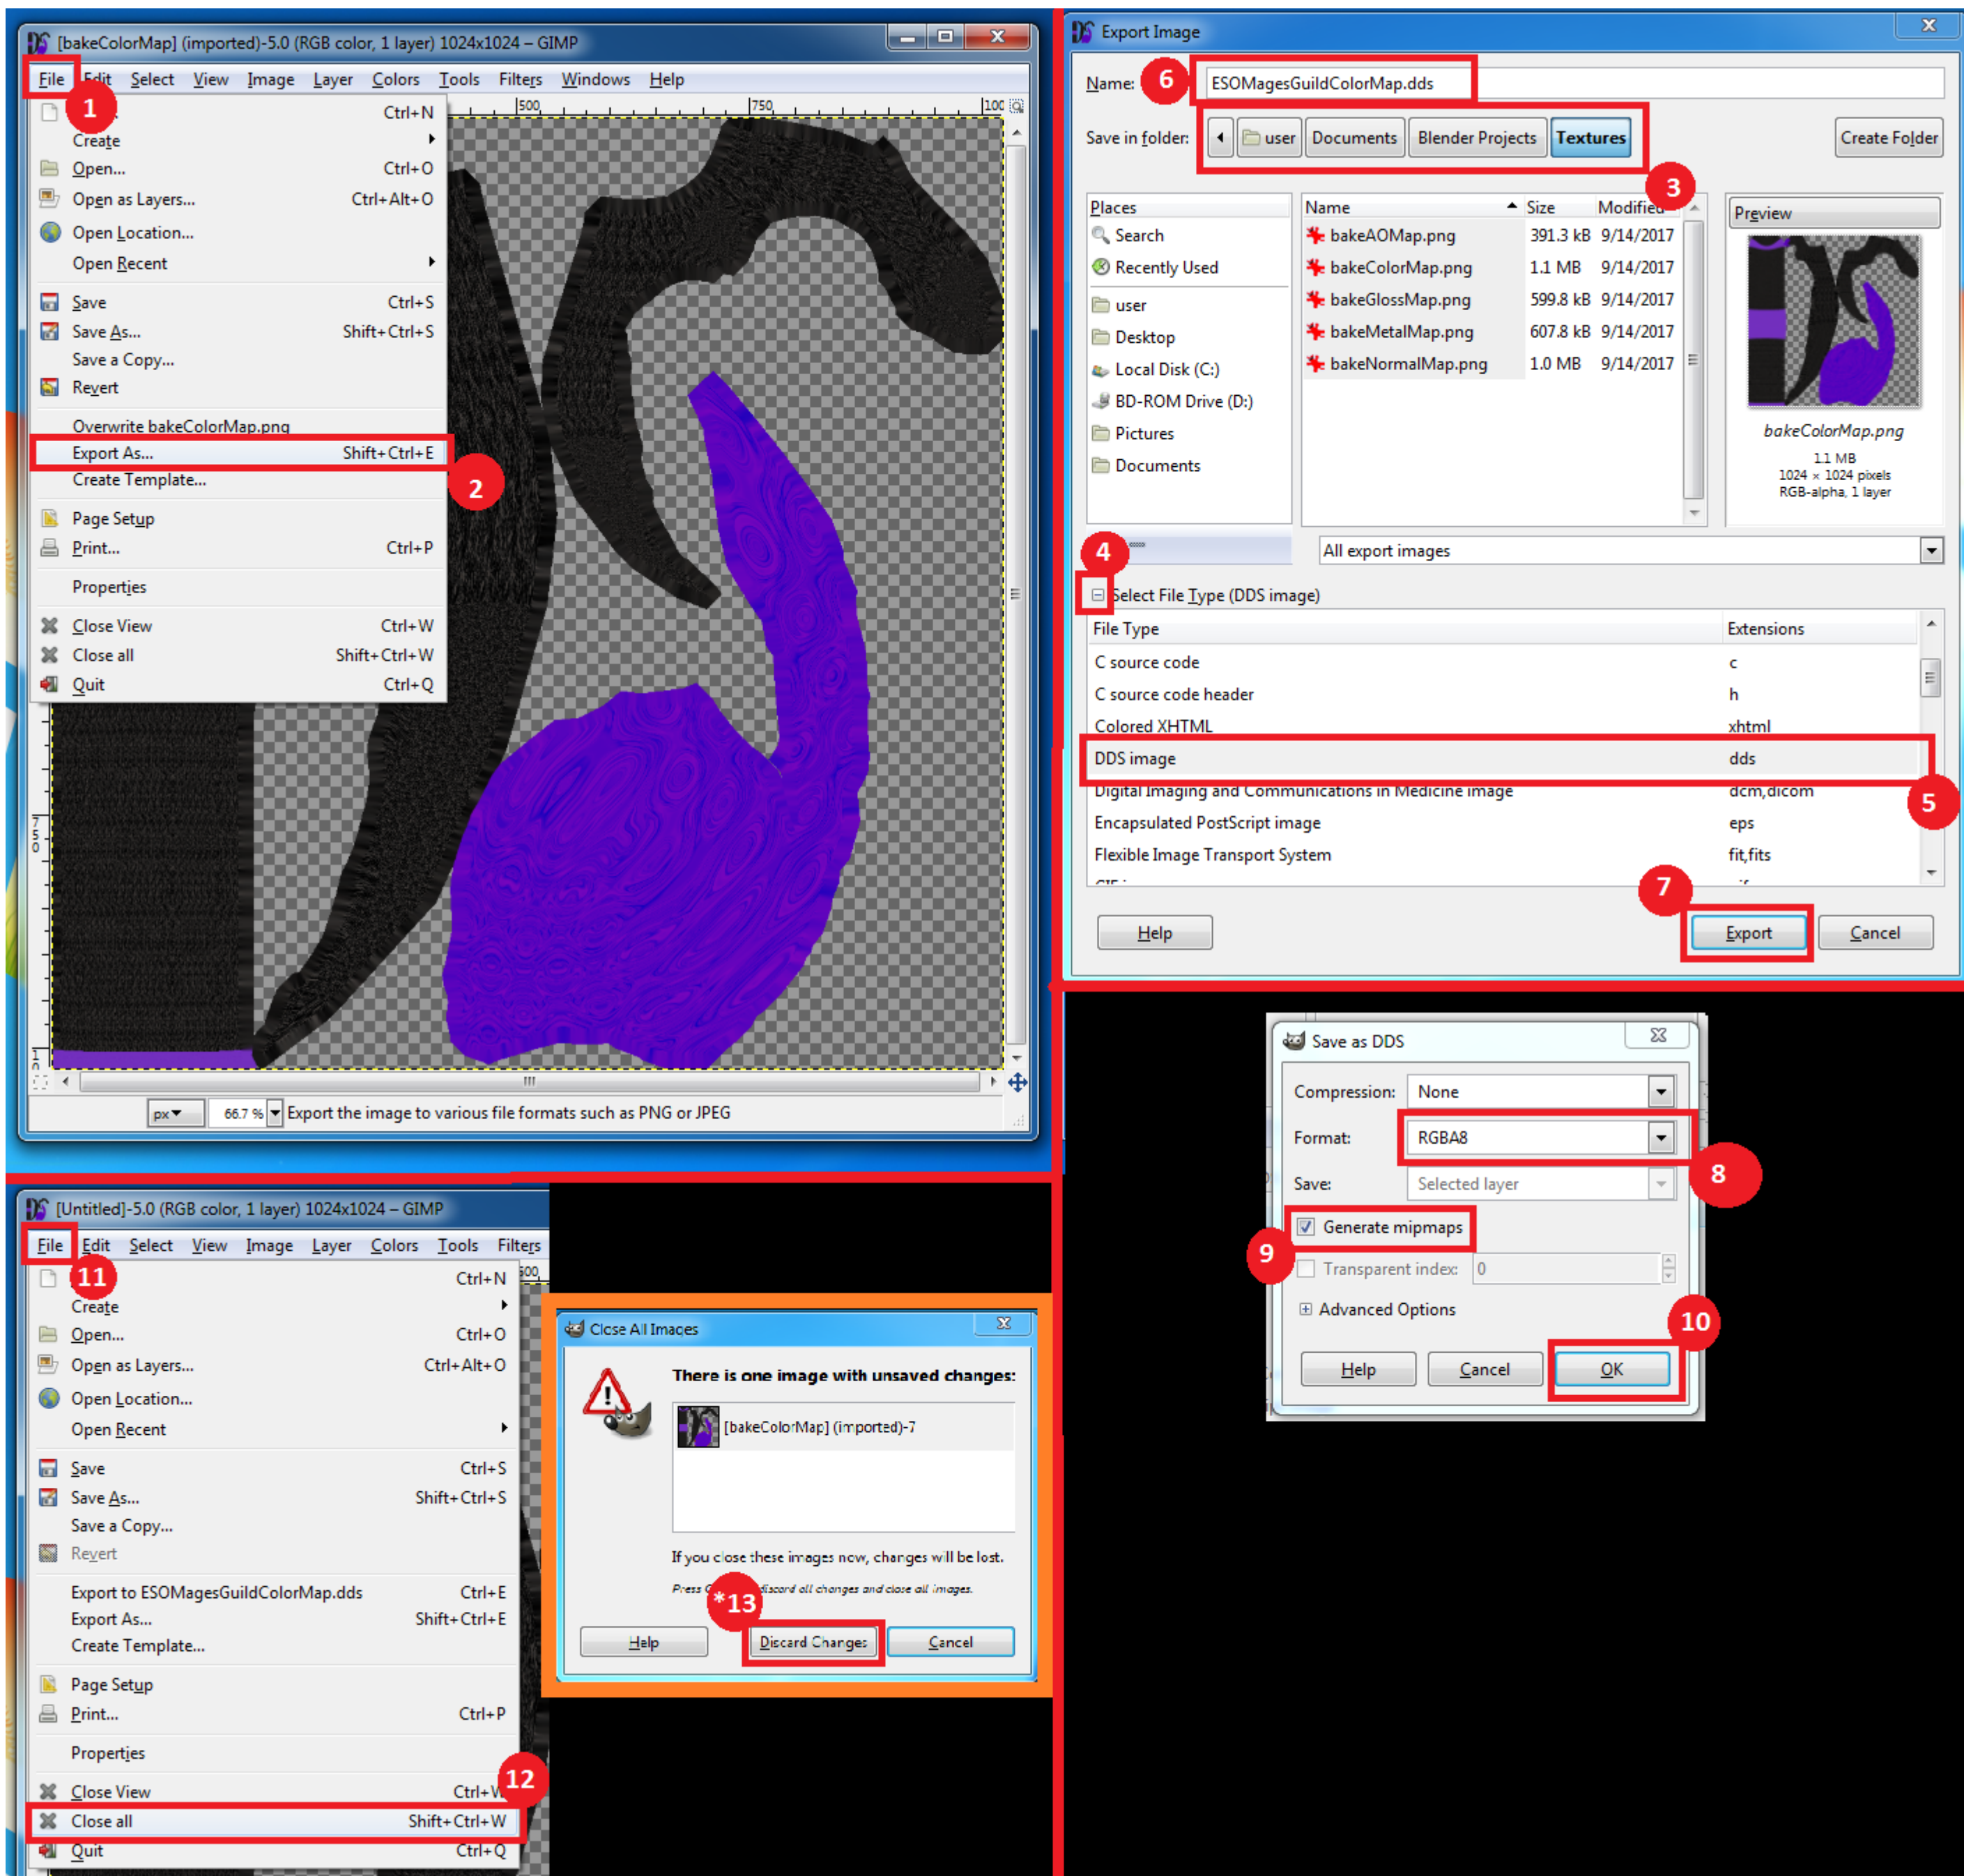 [bakeColorMap] (imported)-5.0 (RGB color, 1 layer) 1024x1024 – GIMP
File Edit Select View Image Layer Colors Tools Filters Windows Help
1
500 750 100
Ctrl+N
Create
Open... Ctrl+O
Open as Layers... Ctrl+Alt+O
Open Location...
Open Recent
Save Ctrl+S
Save As... Shift+Ctrl+S
Save a Copy...
Revert
Overwrite bakeColorMap.png
Export As... Shift+Ctrl+E
2
Create Template...
Page Setup
Print... Ctrl+P
Properties
Close View Ctrl+W
Close all Shift+Ctrl+W
Quit Ctrl+Q
750
10
px 66.7 % Export the image to various file formats such as PNG or JPEG
Export Image
Name: 6 ESOMagesGuildColorMap.dds
Save in folder: user Documents Blender Projects Textures Create Folder
3
Places
Search
Recently Used
user
Desktop
Local Disk (C:)
BD-ROM Drive (D:)
Pictures
Documents
Name Size Modified
bakeAOMap.png 391.3 kB 9/14/2017
bakeColorMap.png 1.1 MB 9/14/2017
bakeGlossMap.png 599.8 kB 9/14/2017
bakeMetalMap.png 607.8 kB 9/14/2017
bakeNormalMap.png 1.0 MB 9/14/2017
Preview
bakeColorMap.png
1.1 MB
1024 × 1024 pixels
RGB-alpha, 1 layer
4
All export images
Select File Type (DDS image)
File Type Extensions
C source code c
C source code header h
Colored XHTML xhtml
DDS image dds
Digital Imaging and Communications in Medicine image dcm,dicom
5
Encapsulated PostScript image eps
Flexible Image Transport System fit,fits
7
Help Export Cancel
Save as DDS
Compression: None
Format: RGBA8
8
Save: Selected layer
Generate mipmaps
9
Transparent index: 0
Advanced Options
10
Help Cancel OK
[Untitled]-5.0 (RGB color, 1 layer) 1024x1024 – GIMP
File Edit Select View Image Layer Colors Tools Filters
11
Ctrl+N
Create
Open... Ctrl+O
Open as Layers... Ctrl+Alt+O
Open Location...
Open Recent
Save Ctrl+S
Save As... Shift+Ctrl+S
Save a Copy...
Revert
Export to ESOMagesGuildColorMap.dds Ctrl+E
Export As... Shift+Ctrl+E
Create Template...
Page Setup
Print... Ctrl+P
Properties
12
Close View
Close all Shift+Ctrl+W
Quit Ctrl+Q
Close All Images
There is one image with unsaved changes:
[bakeColorMap] (imported)-7
If you close these images now, changes will be lost.
Press discard all changes and close all images.
*13
Help Discard Changes Cancel